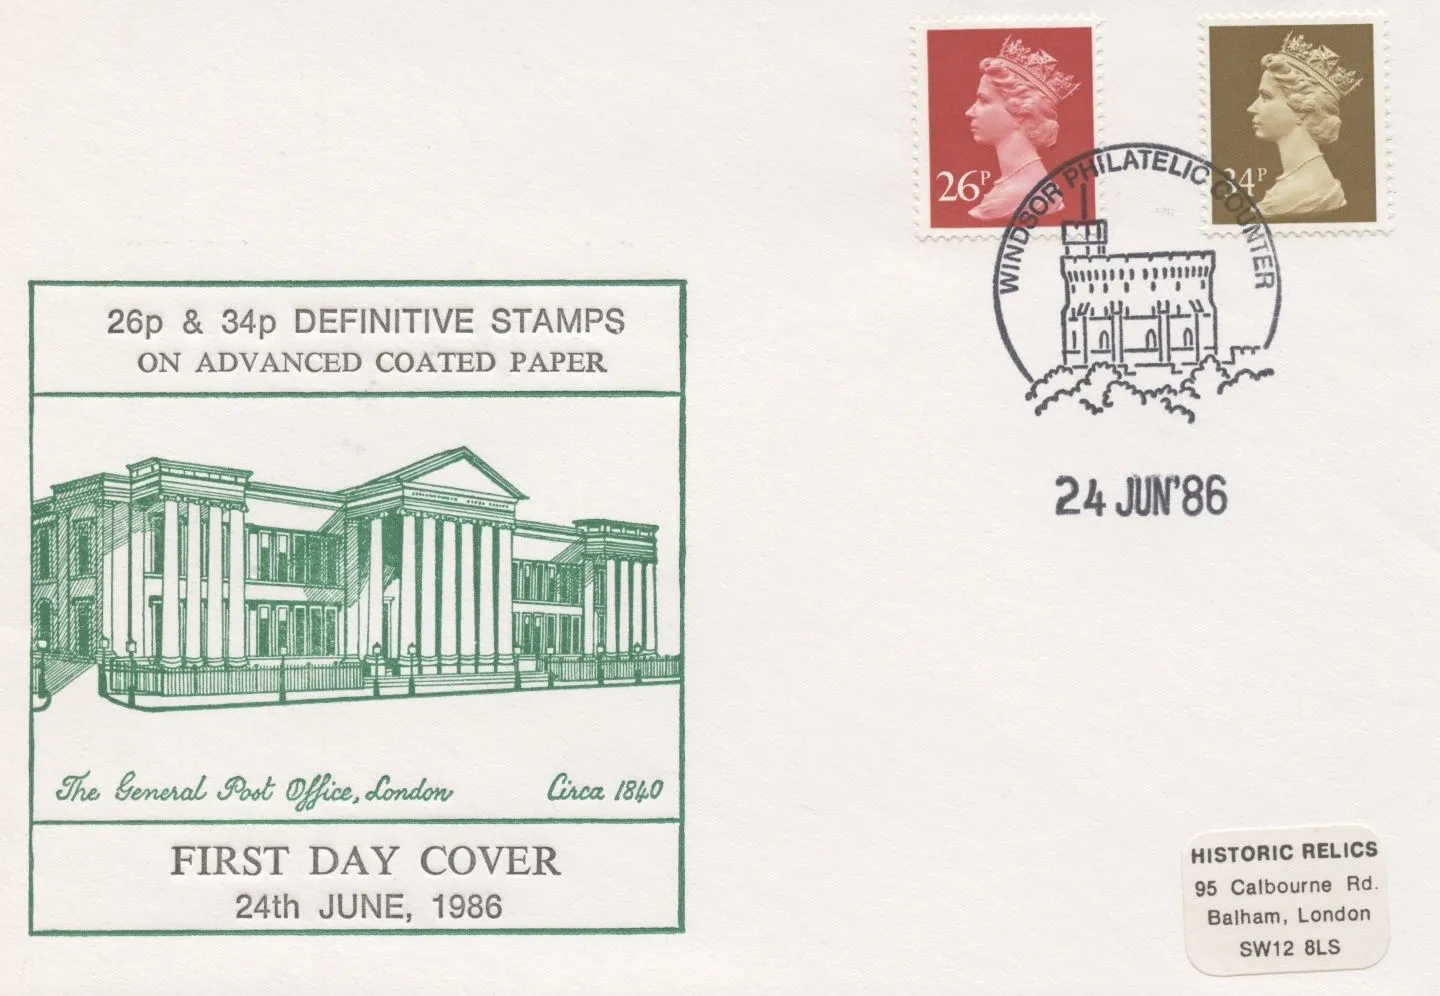 26P
34P
WINDSOR PHILATELIC COUNTER
24 JUN'86
26p & 34p DEFINITIVE STAMPS
ON ADVANCED COATED PAPER
The General Post Office, London
Circa 1840
FIRST DAY COVER
24th JUNE, 1986
HISTORIC RELICS
95 Calbourne Rd.
Balham, London
SW12 8LS